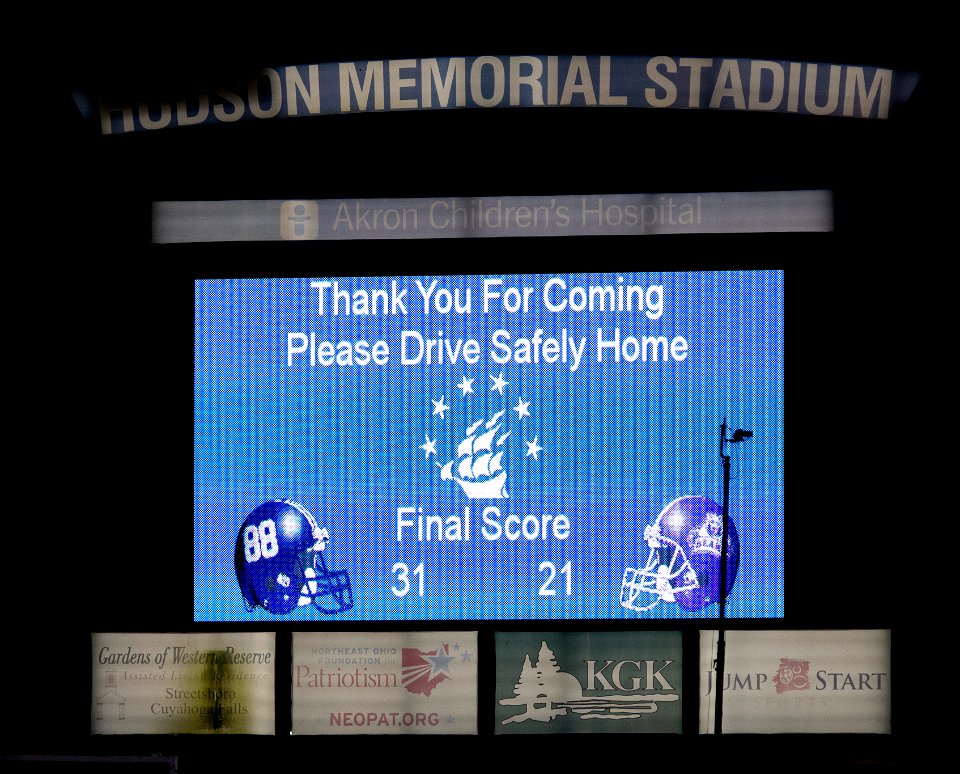 HUDSON MEMORIAL STADIUM
Akron Children's Hospital
Thank You For Coming
Please Drive Safely Home
Final Score
88
31 21
Gardens of Western Reserve
Assisted Living Residence
Streetsboro
Cuyahoga Falls
NORTHEAST OHIO
FOUNDATION for
Patriotism
NEOPAT.ORG
KGK
JUMP START
SPORTS